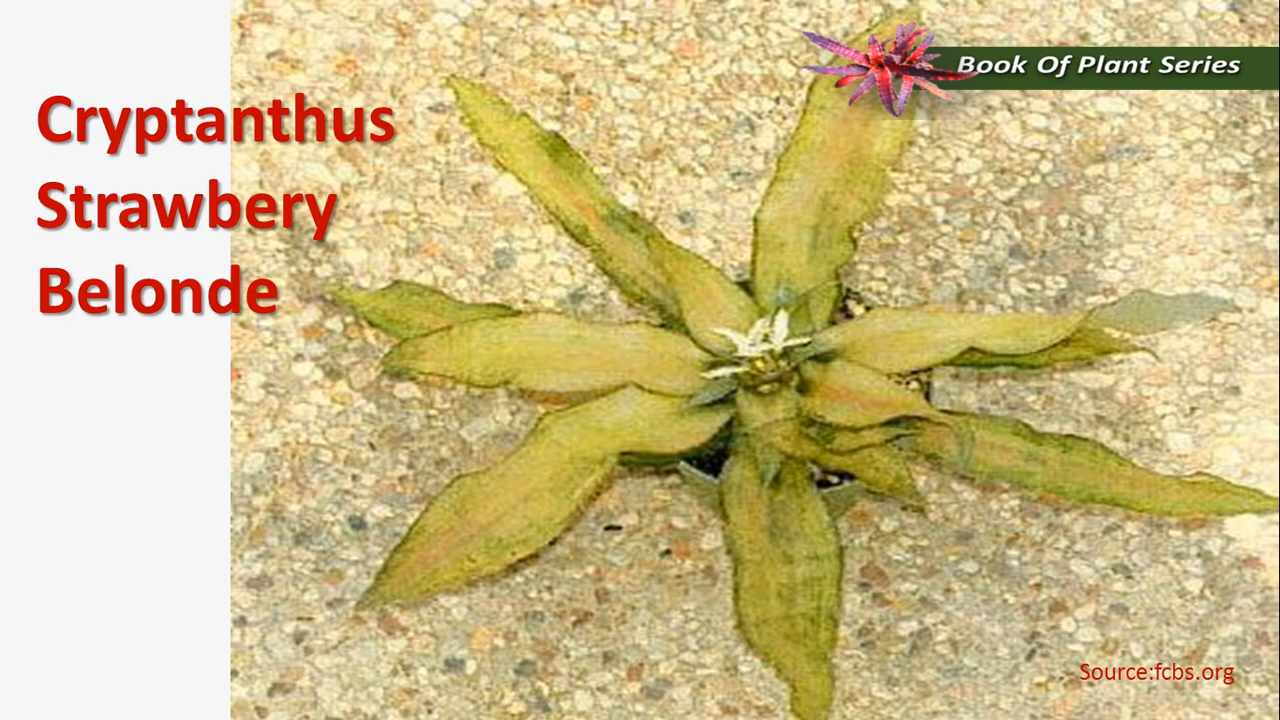 Book Of Plant Series
Cryptanthus
Strawbery
Belonde
Source:fcbs.org